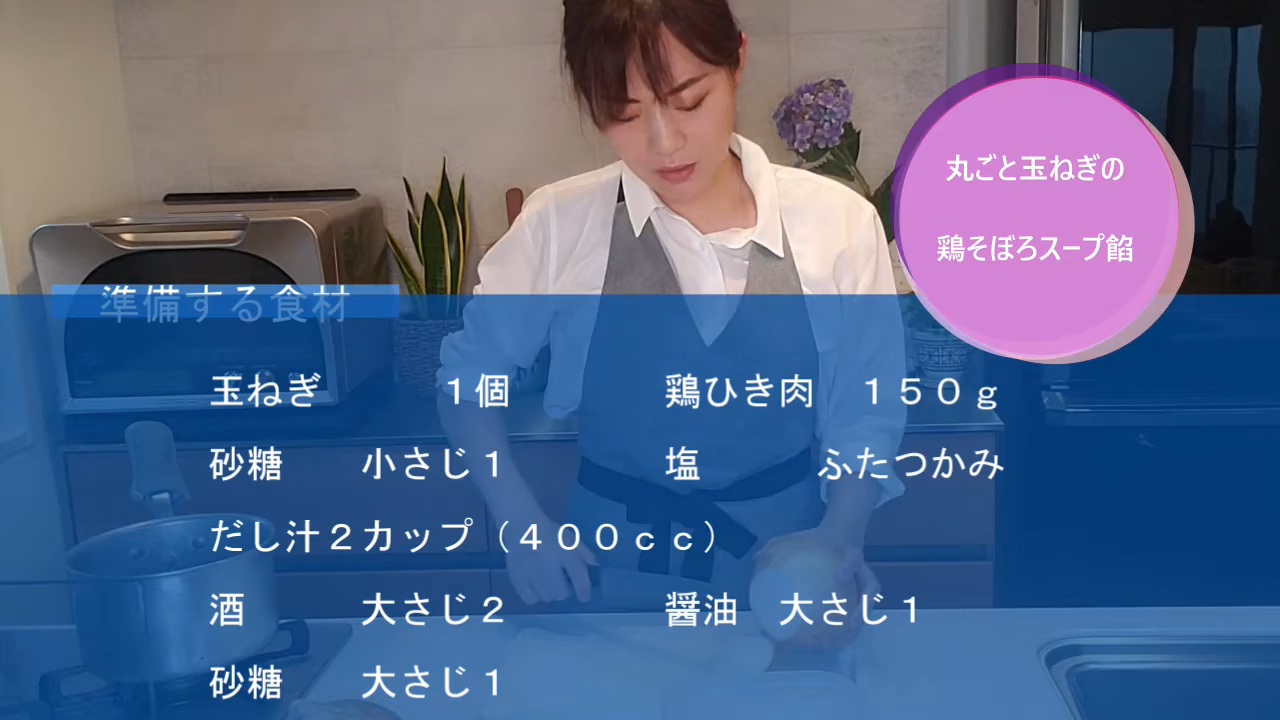 丸ごと玉ねぎの
鶏そぼろスープ餡
準備する食材
玉ねぎ　　　１個　　　　鶏ひき肉　１５０ｇ
砂糖　　小さじ１　　　　塩　　　ふたつかみ
だし汁２カップ（４００ｃｃ）
酒　　　大さじ２　　　　醤油　大さじ１
砂糖　　大さじ１